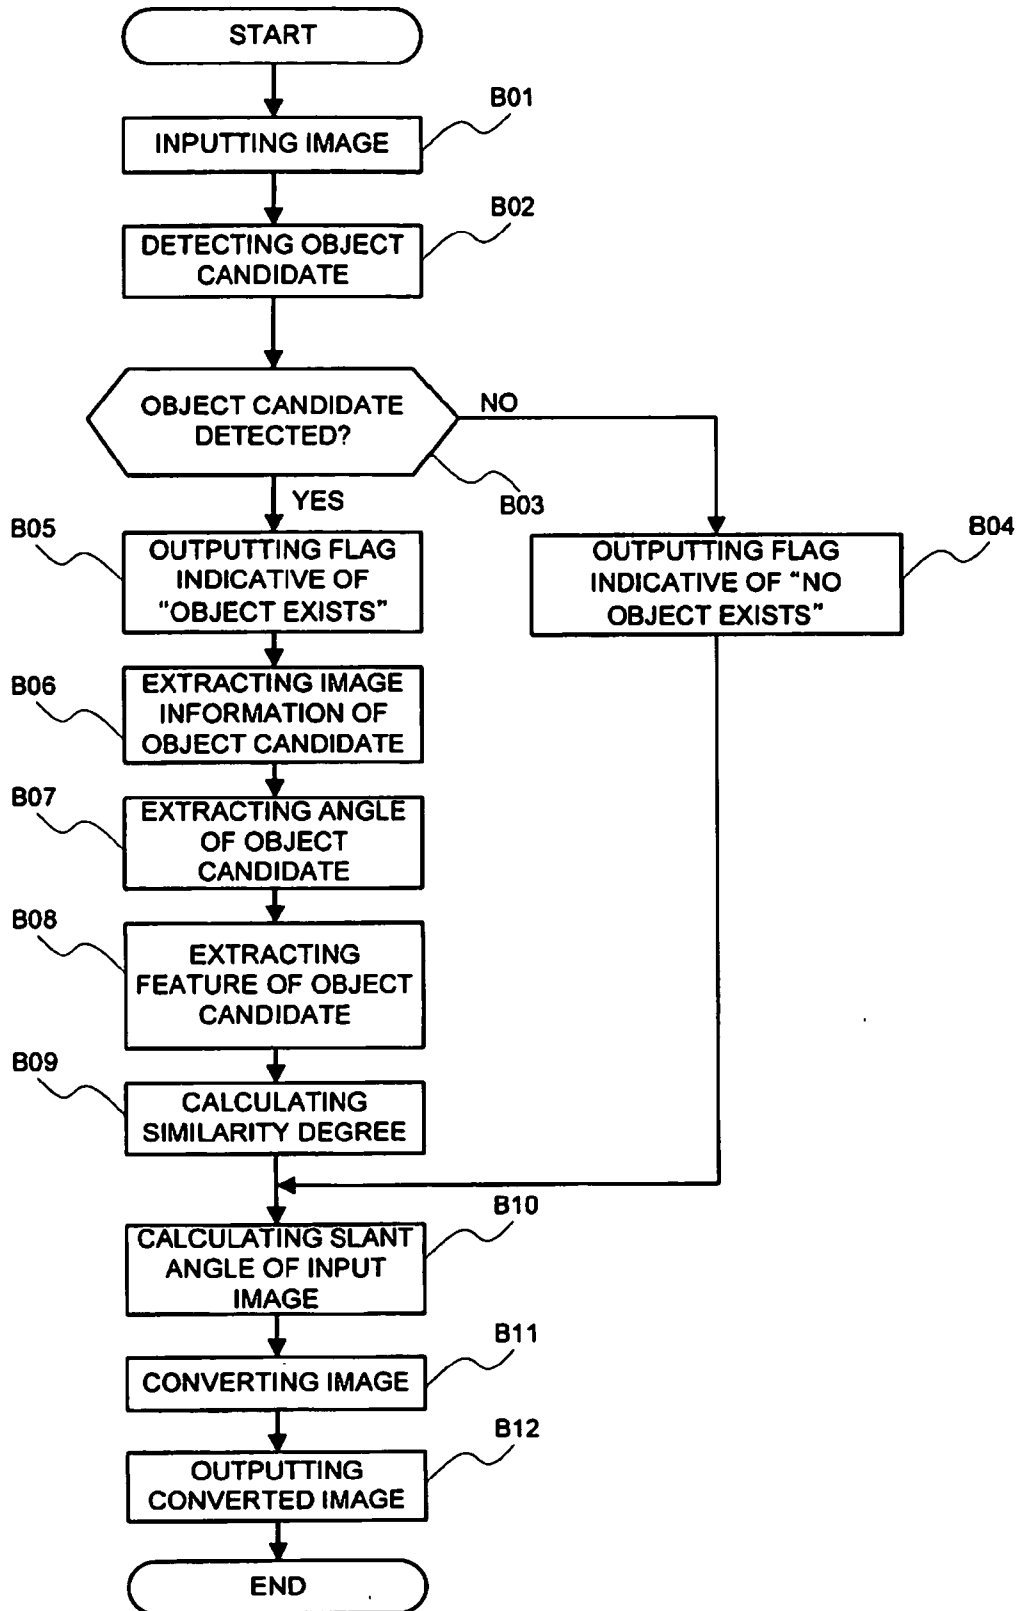 START
B01
INPUTTING IMAGE
B02
DETECTING OBJECT
CANDIDATE
OBJECT CANDIDATE
DETECTED?
NO
B03
YES
B05
OUTPUTTING FLAG
INDICATIVE OF
"OBJECT EXISTS"
B04
OUTPUTTING FLAG
INDICATIVE OF "NO
OBJECT EXISTS"
B06
EXTRACTING IMAGE
INFORMATION OF
OBJECT CANDIDATE
B07
EXTRACTING ANGLE
OF OBJECT
CANDIDATE
B08
EXTRACTING
FEATURE OF OBJECT
CANDIDATE
B09
CALCULATING
SIMILARITY DEGREE
B10
CALCULATING SLANT
ANGLE OF INPUT
IMAGE
B11
CONVERTING IMAGE
B12
OUTPUTTING
CONVERTED IMAGE
END